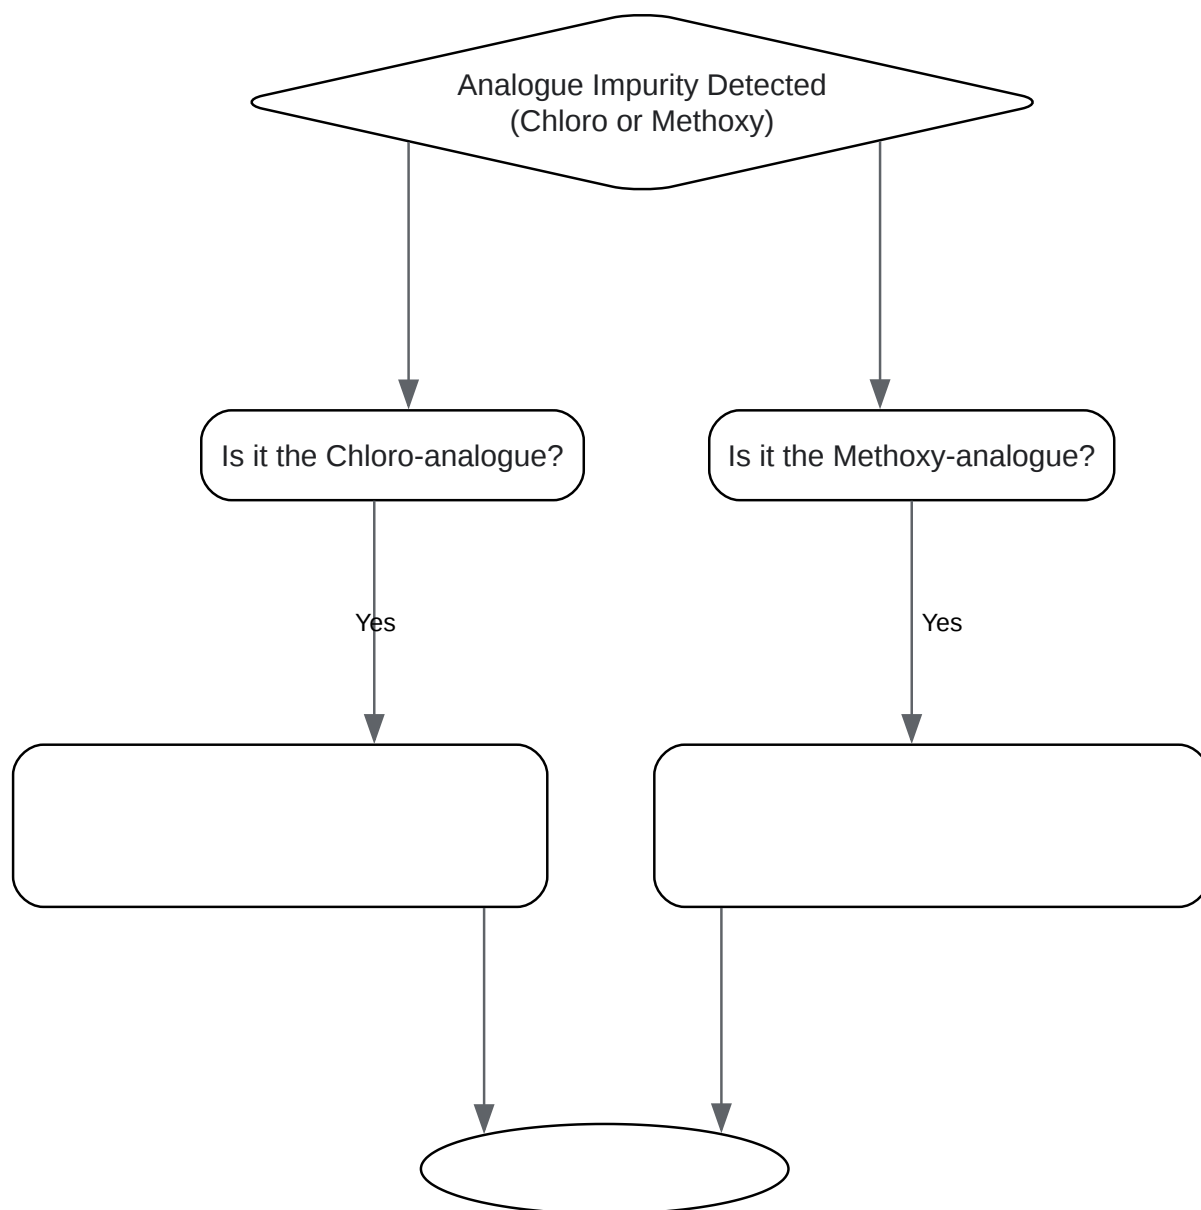 Analogue Impurity Detected
(Chloro or Methoxy)
Is it the Chloro-analogue?
Is it the Methoxy-analogue?
Yes
Yes